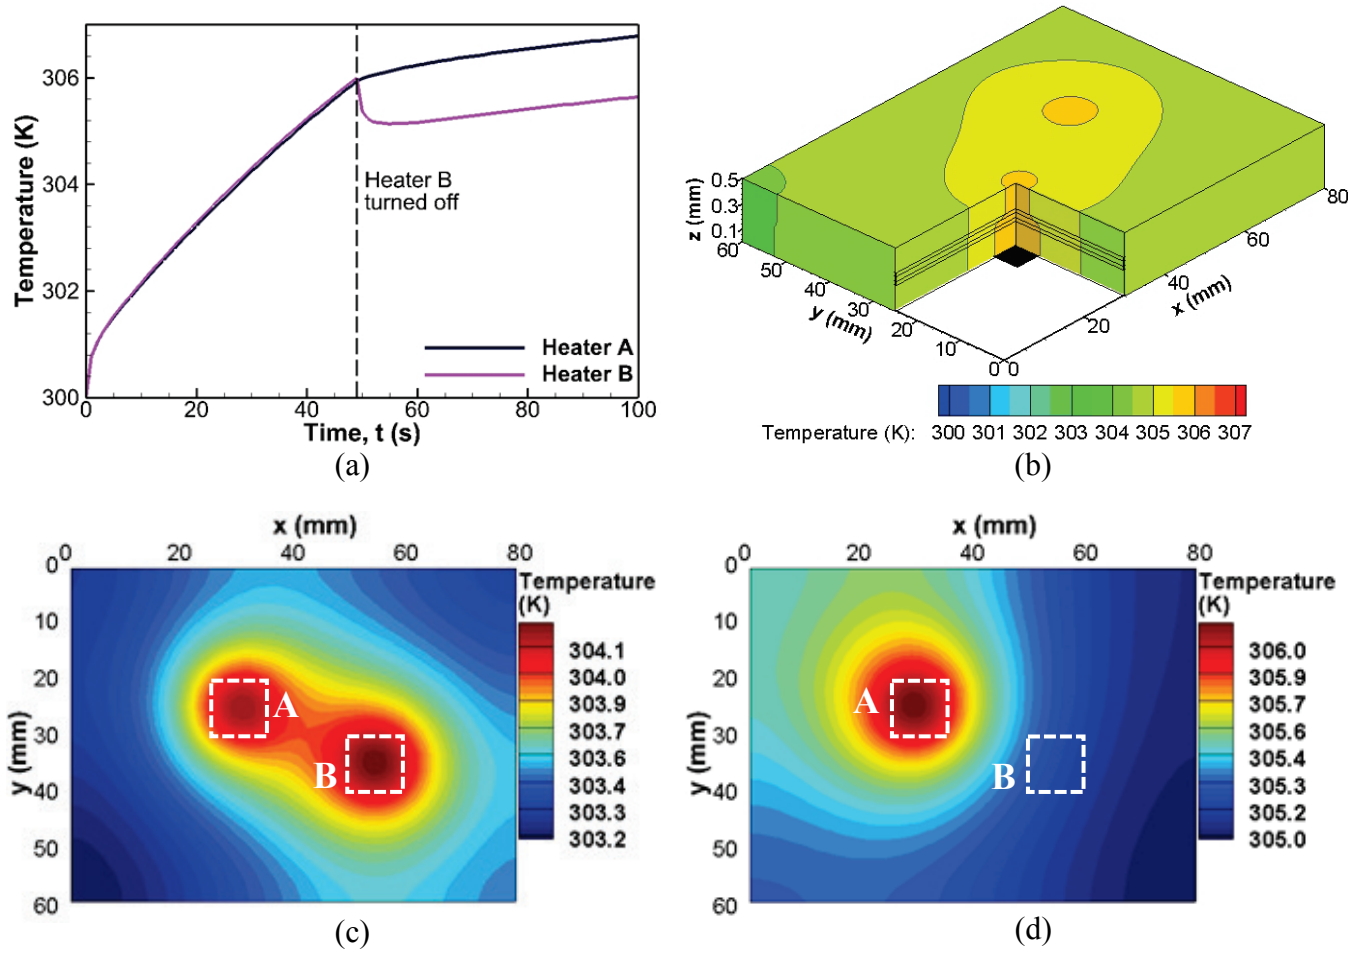 Temperature (K)
306
304
302
300
Heater B
turned off
Heater A
Heater B
0
20
40
60
80
100
Time, t (s)
(a)
z (mm)
0.5
0.3
0.1
60
50
40
30
20
10
0
y (mm)
0
20
40
60
80
x (mm)
Temperature (K): 300 301 302 303 304 305 306 307
(b)
x (mm)
0 20 40 60 80
y (mm)
0
10
20
30
40
50
60
A
B
Temperature
(K)
304.1
304.0
303.9
303.7
303.6
303.4
303.3
303.2
(c)
x (mm)
0 20 40 60 80
y (mm)
0
10
20
30
40
50
60
A
B
Temperature
(K)
306.0
305.9
305.7
305.6
305.5
305.3
305.2
305.0
(d)